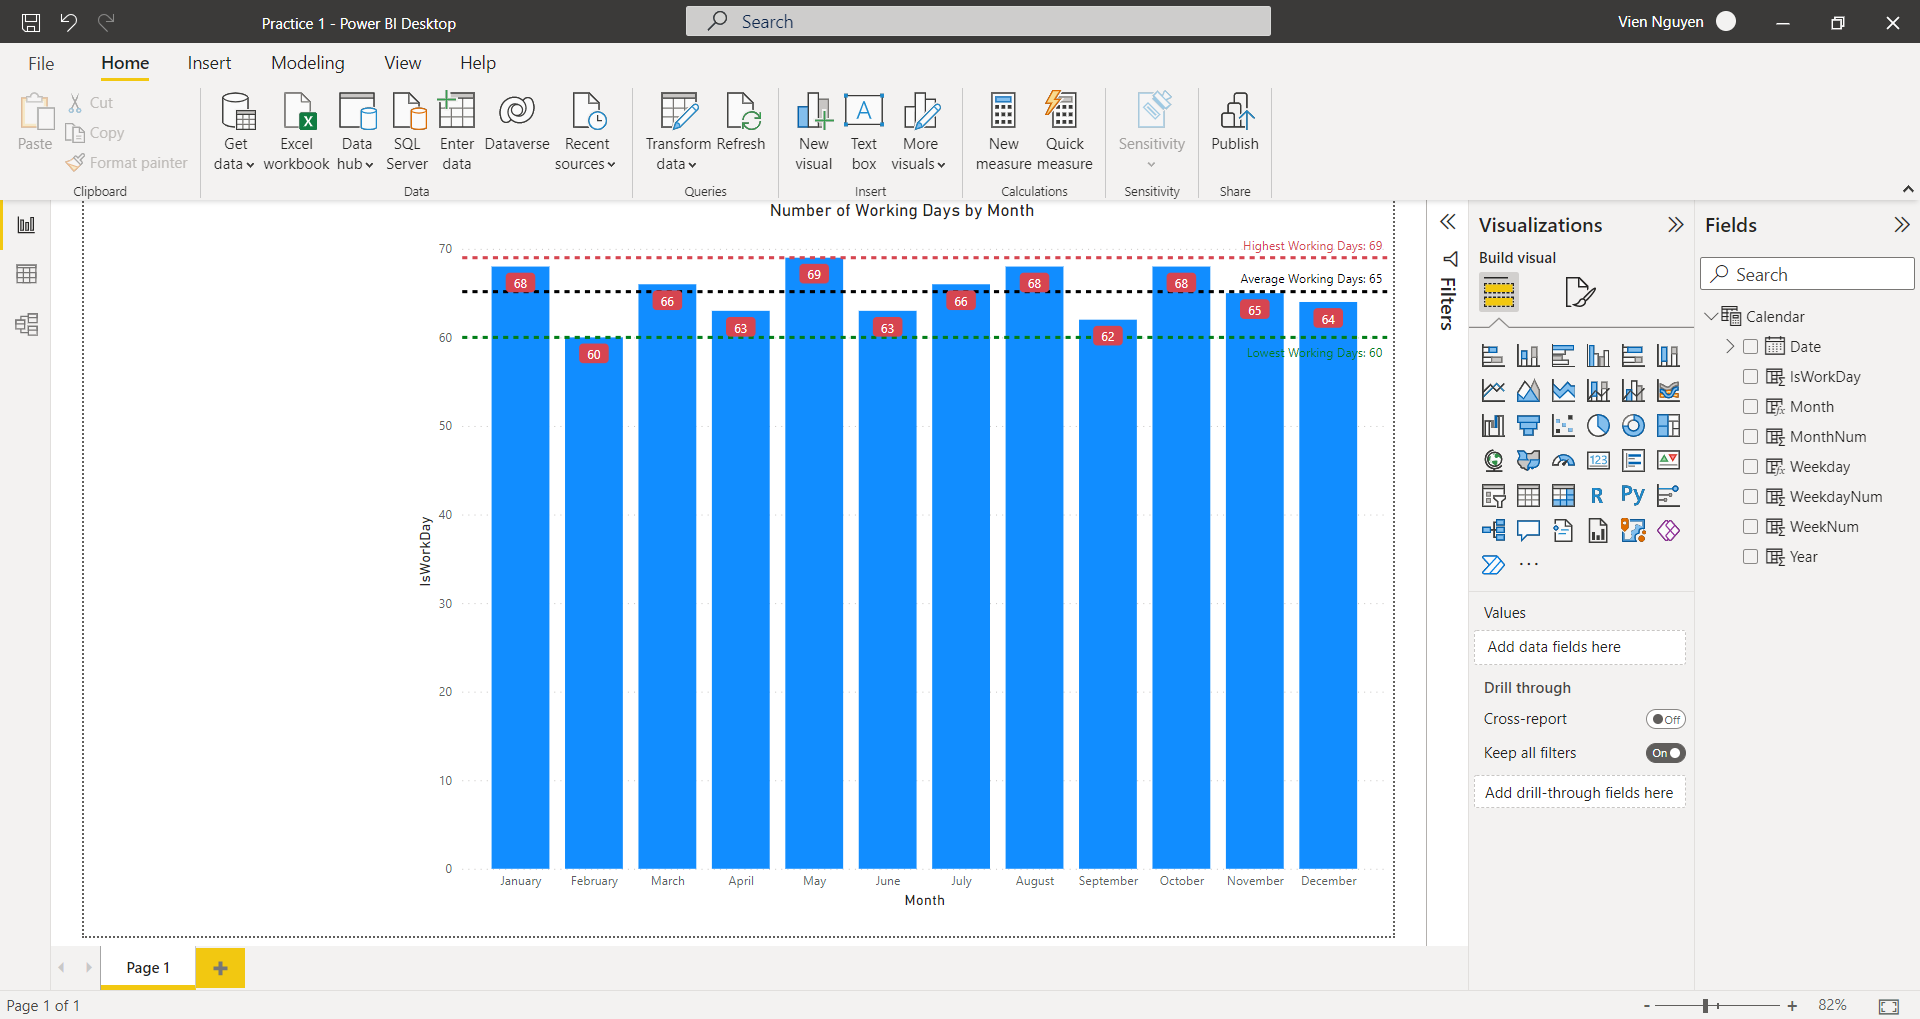 Practice 1 - Power BI Desktop
Search
Vien Nguyen
File
Home
Insert
Modeling
View
Help
Paste
Cut
Copy
Format painter
Clipboard
Get data
Excel workbook
Data hub
SQL Server
Enter data
Dataverse
Recent sources
Data
Transform data
Refresh
Queries
New visual
Text box
More visuals
Insert
New measure
Quick measure
Calculations
Sensitivity
Sensitivity
Publish
Share
Number of Working Days by Month
Highest Working Days: 69
Average Working Days: 65
Lowest Working Days: 60
70
60
50
40
30
20
10
0
IsWorkDay
68
60
66
63
69
63
66
68
62
68
65
64
January
February
March
April
May
June
July
August
September
October
November
December
Month
Filters
Visualizations
Build visual
123
R
Py
Values
Add data fields here
Drill through
Cross-report
Off
Keep all filters
On
Add drill-through fields here
Fields
Search
Calendar
Date
IsWorkDay
Month
MonthNum
Weekday
WeekdayNum
WeekNum
Year
Page 1
Page 1 of 1
- +
82%